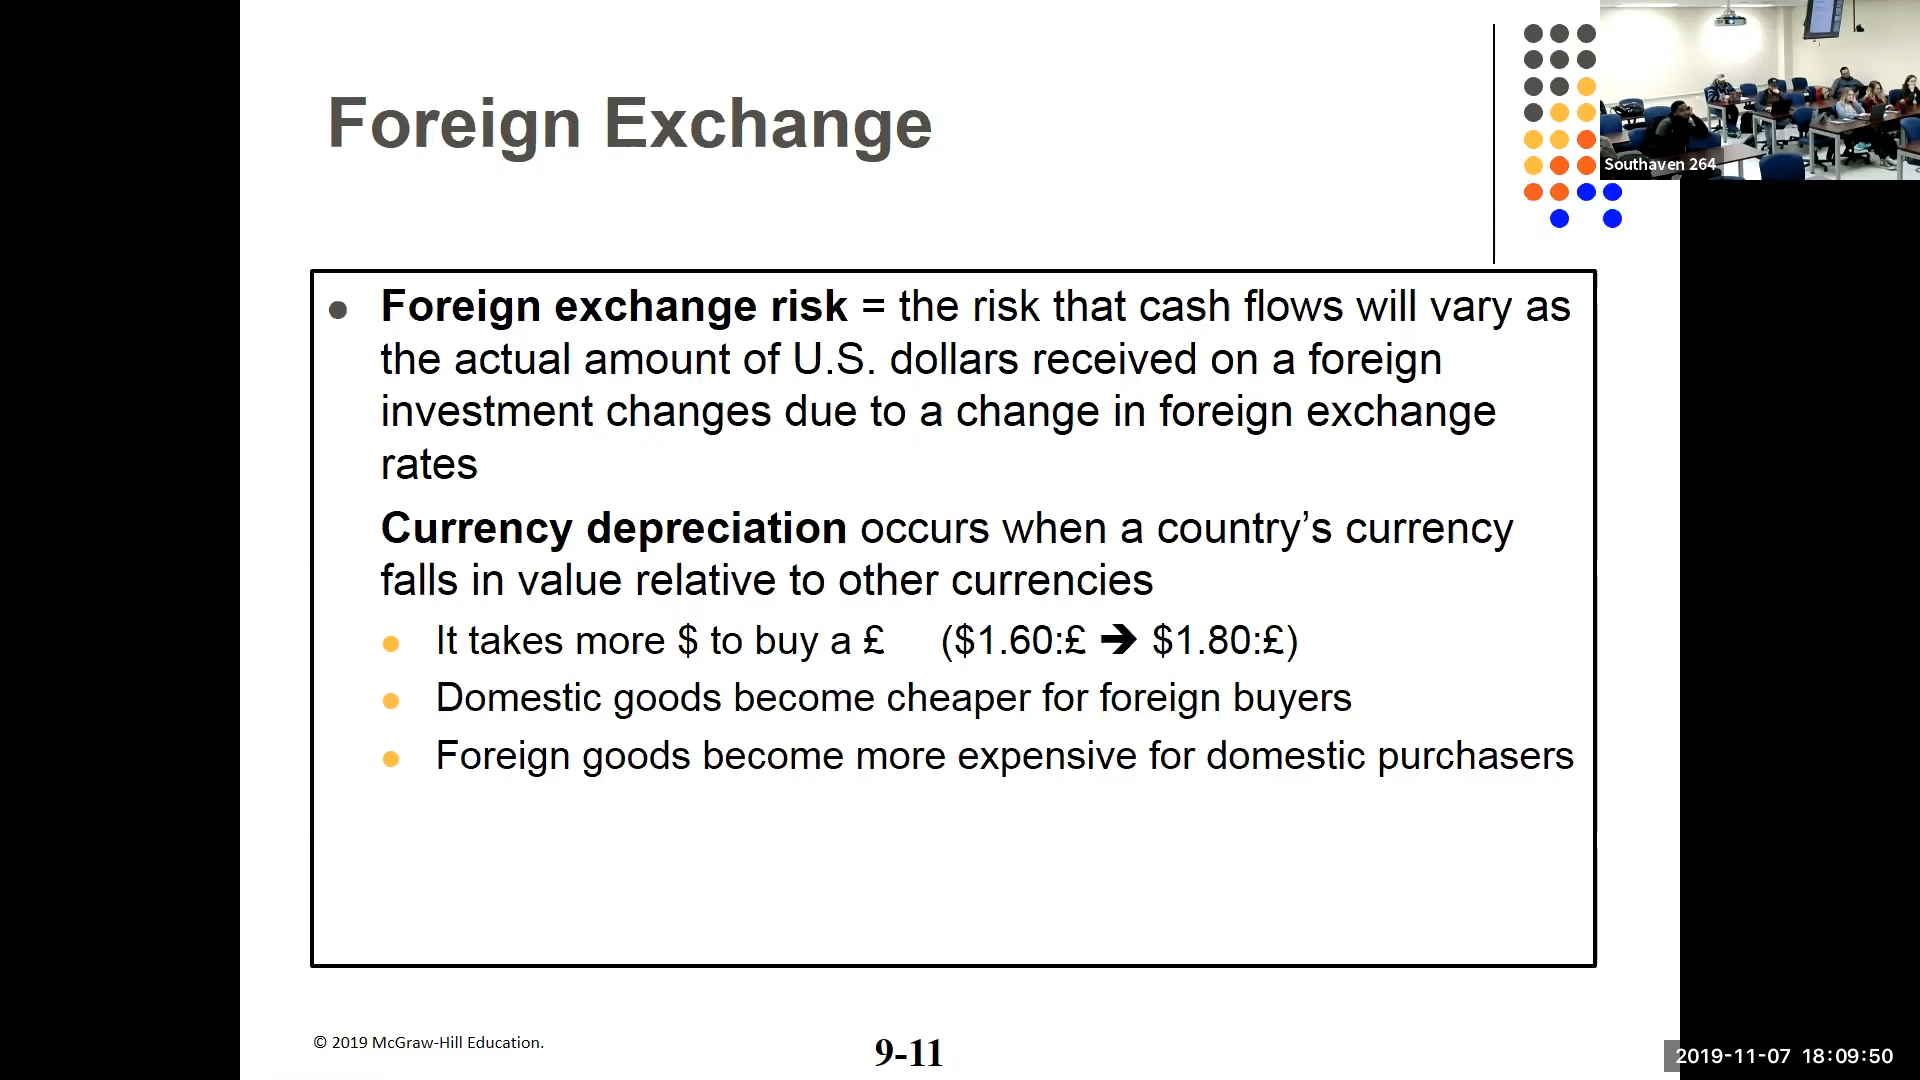 Foreign Exchange
Southaven 264
● Foreign exchange risk = the risk that cash flows will vary as
the actual amount of U.S. dollars received on a foreign
investment changes due to a change in foreign exchange
rates
Currency depreciation occurs when a country’s currency
falls in value relative to other currencies
● It takes more $ to buy a £ ($1.60:£ 🡺 $1.80:£)
● Domestic goods become cheaper for foreign buyers
● Foreign goods become more expensive for domestic purchasers
© 2019 McGraw-Hill Education.
9-11
2019-11-07 18:09:50